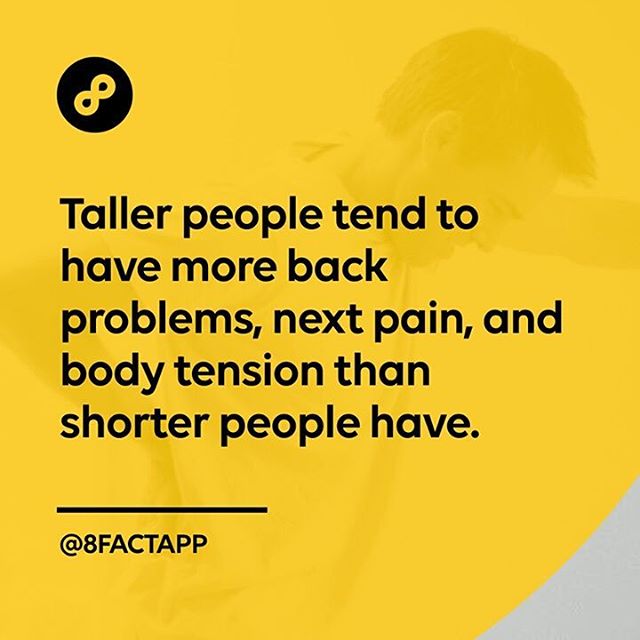 Taller people tend to
have more back
problems, next pain, and
body tension than
shorter people have.
@8FACTAPP